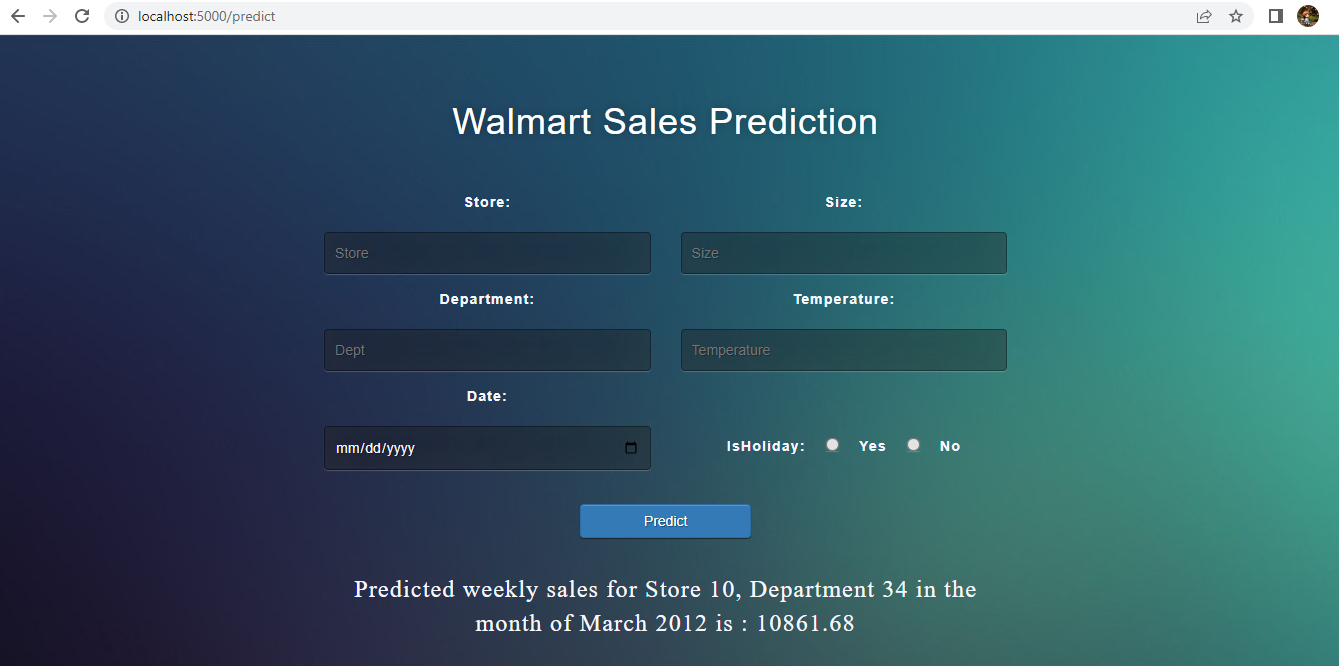 localhost:5000/predict
Walmart Sales Prediction
Store: Size:
Store Size
Department: Temperature:
Dept Temperature
Date:
mm/dd/yyyy IsHoliday: Yes No
Predict
Predicted weekly sales for Store 10, Department 34 in the
month of March 2012 is : 10861.68